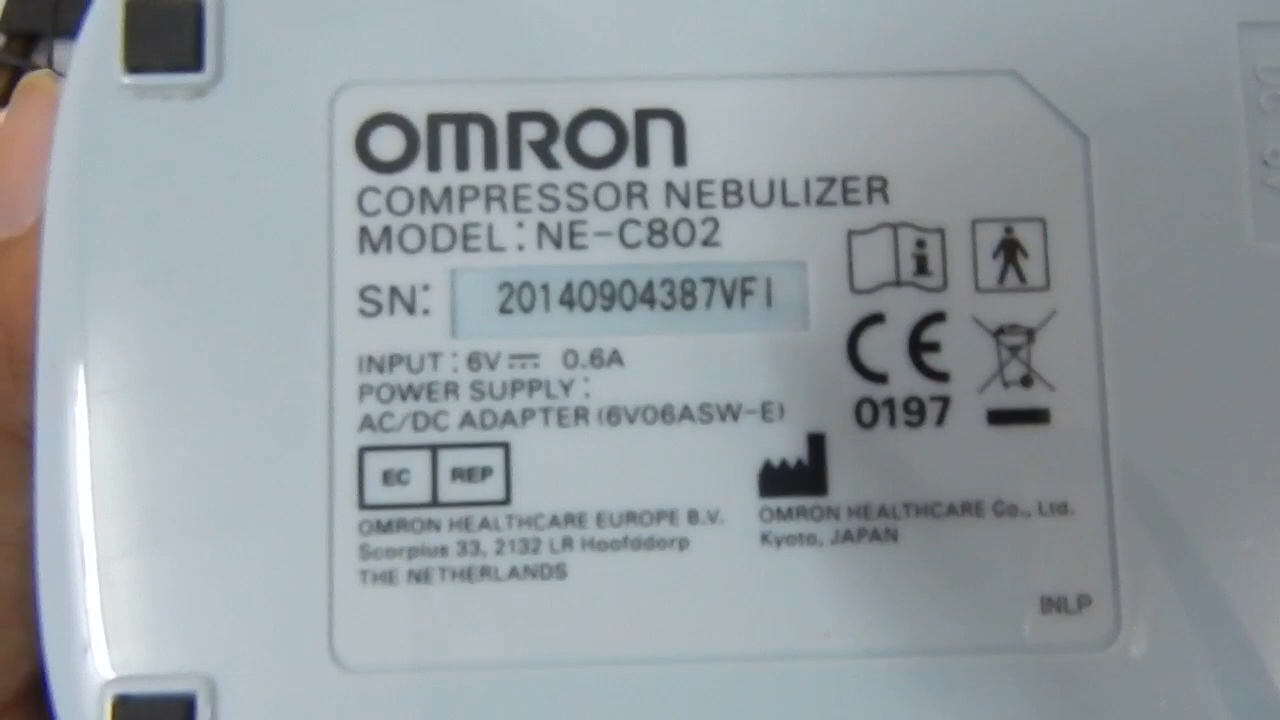 OMRON
COMPRESSOR NEBULIZER
MODEL : NE-C802
SN: 20140904387VFI
INPUT : 6V⎓ 0.6A
POWER SUPPLY :
AC/DC ADAPTER (6V06ASW-E)
CE
0197
EC REP
OMRON HEALTHCARE EUROPE B.V.
Scorpius 33, 2132 LR Hoofddorp
THE NETHERLANDS
OMRON HEALTHCARE Co., Ltd.
Kyoto, JAPAN
INLP
DC